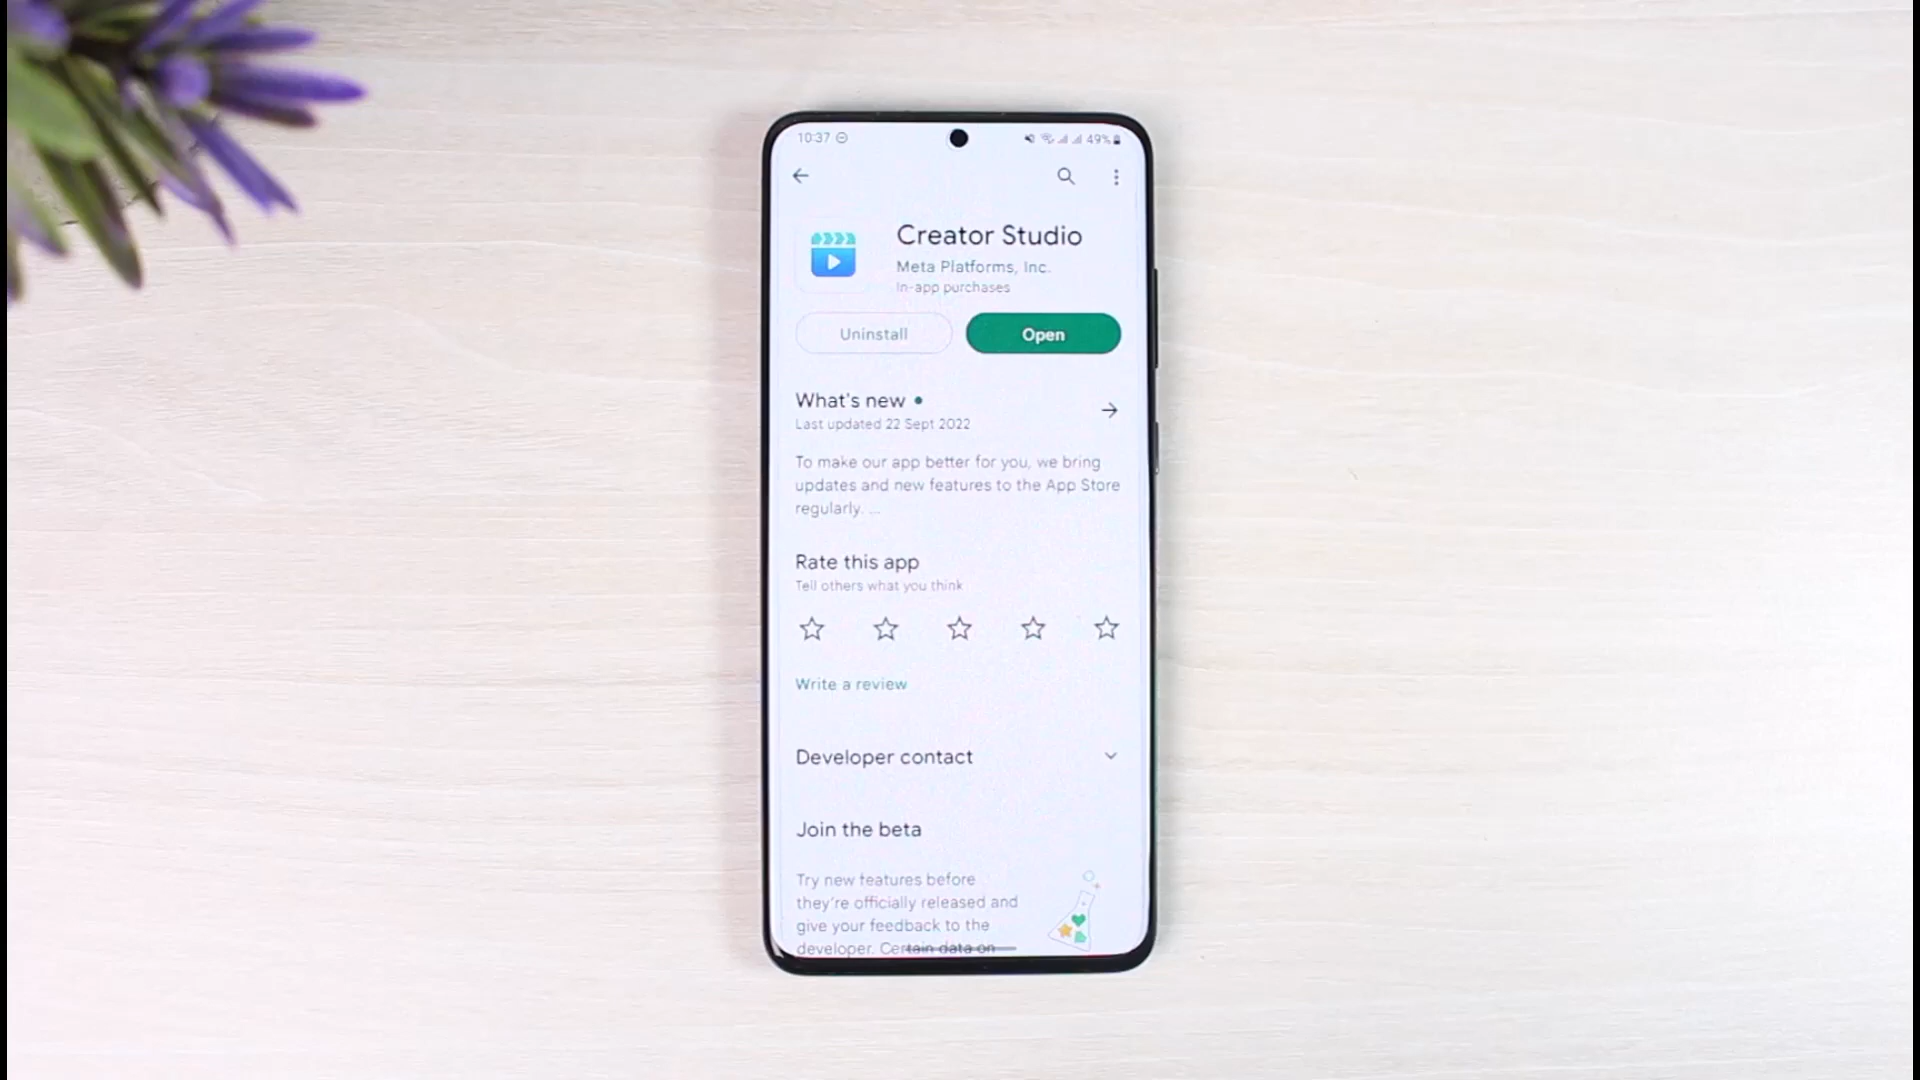 10:37
49%
Creator Studio
Meta Platforms, Inc.
In-app purchases
Uninstall
Open
What's new
Last updated 22 Sept 2022
To make our app better for you, we bring
updates and new features to the App Store
regularly. ...
Rate this app
Tell others what you think
Write a review
Developer contact
Join the beta
Try new features before
they're officially released and
give your feedback to the
developer. Certain data on